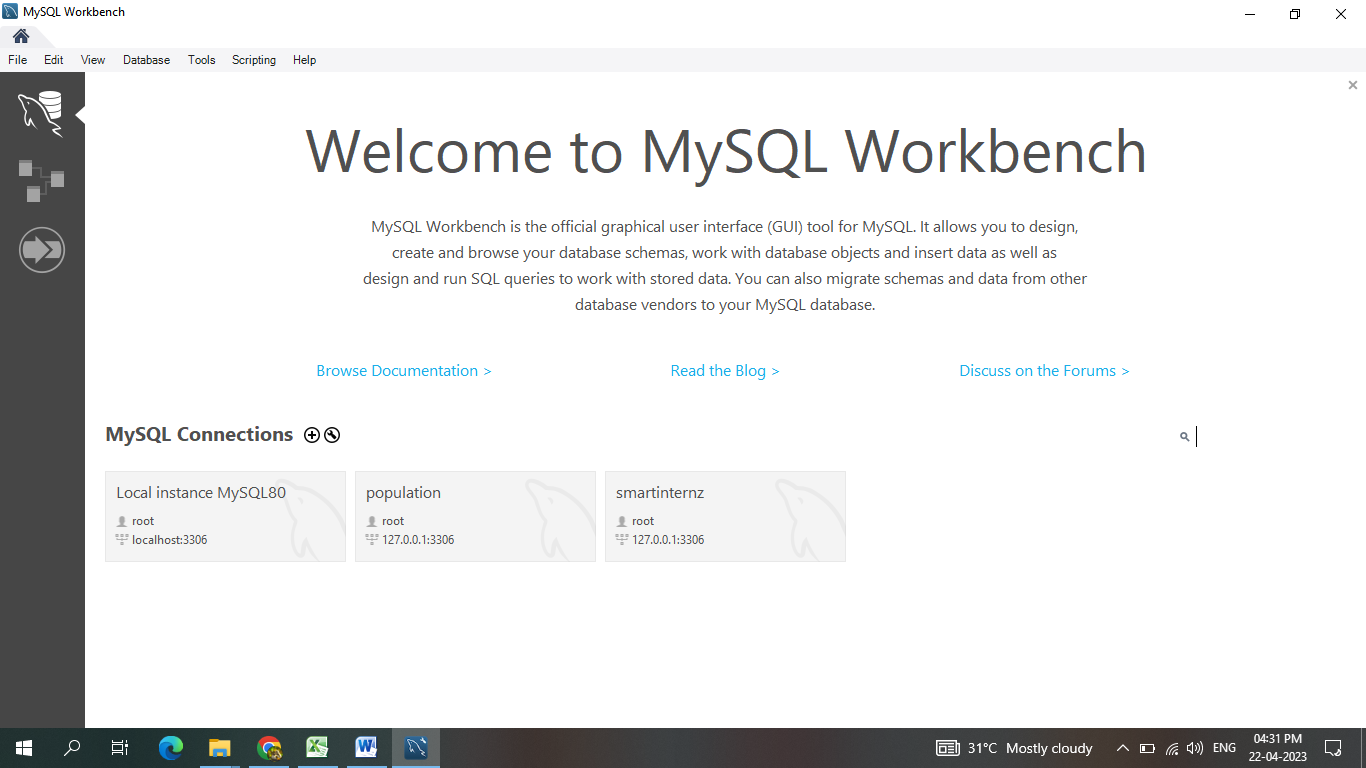 MySQL Workbench
File Edit View Database Tools Scripting Help
Welcome to MySQL Workbench
MySQL Workbench is the official graphical user interface (GUI) tool for MySQL. It allows you to design,
create and browse your database schemas, work with database objects and insert data as well as
design and run SQL queries to work with stored data. You can also migrate schemas and data from other
database vendors to your MySQL database.
Browse Documentation > Read the Blog > Discuss on the Forums >
MySQL Connections
Local instance MySQL80
root
localhost:3306
population
root
127.0.0.1:3306
smartinternz
root
127.0.0.1:3306
31°C Mostly cloudy
ENG
04:31 PM
22-04-2023